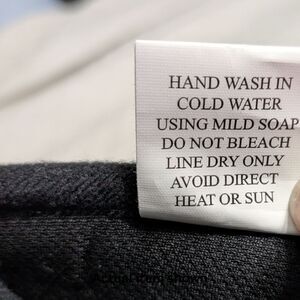 HAND WASH IN
COLD WATER
USING MILD SOAP
DO NOT BLEACH
LINE DRY ONLY
AVOID DIRECT
HEAT OR SUN